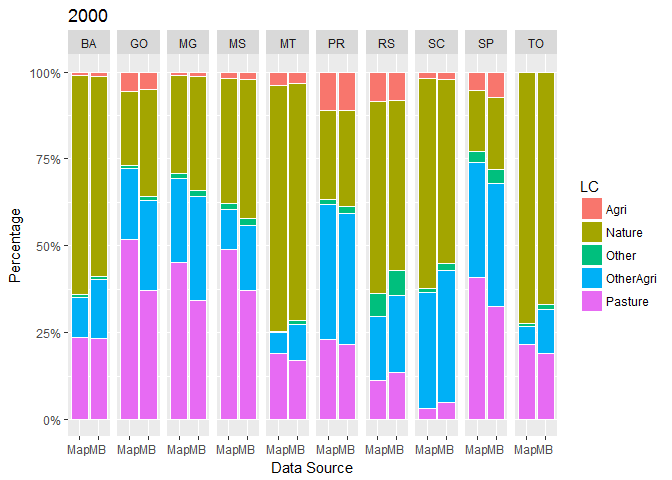 2000
BA GO MG MS MT PR RS SC SP TO
100%
75%
50%
25%
0%
Percentage
MapMB MapMB MapMB MapMB MapMB MapMB MapMB MapMB MapMB MapMB
Data Source
LC
Agri
Nature
Other
OtherAgri
Pasture